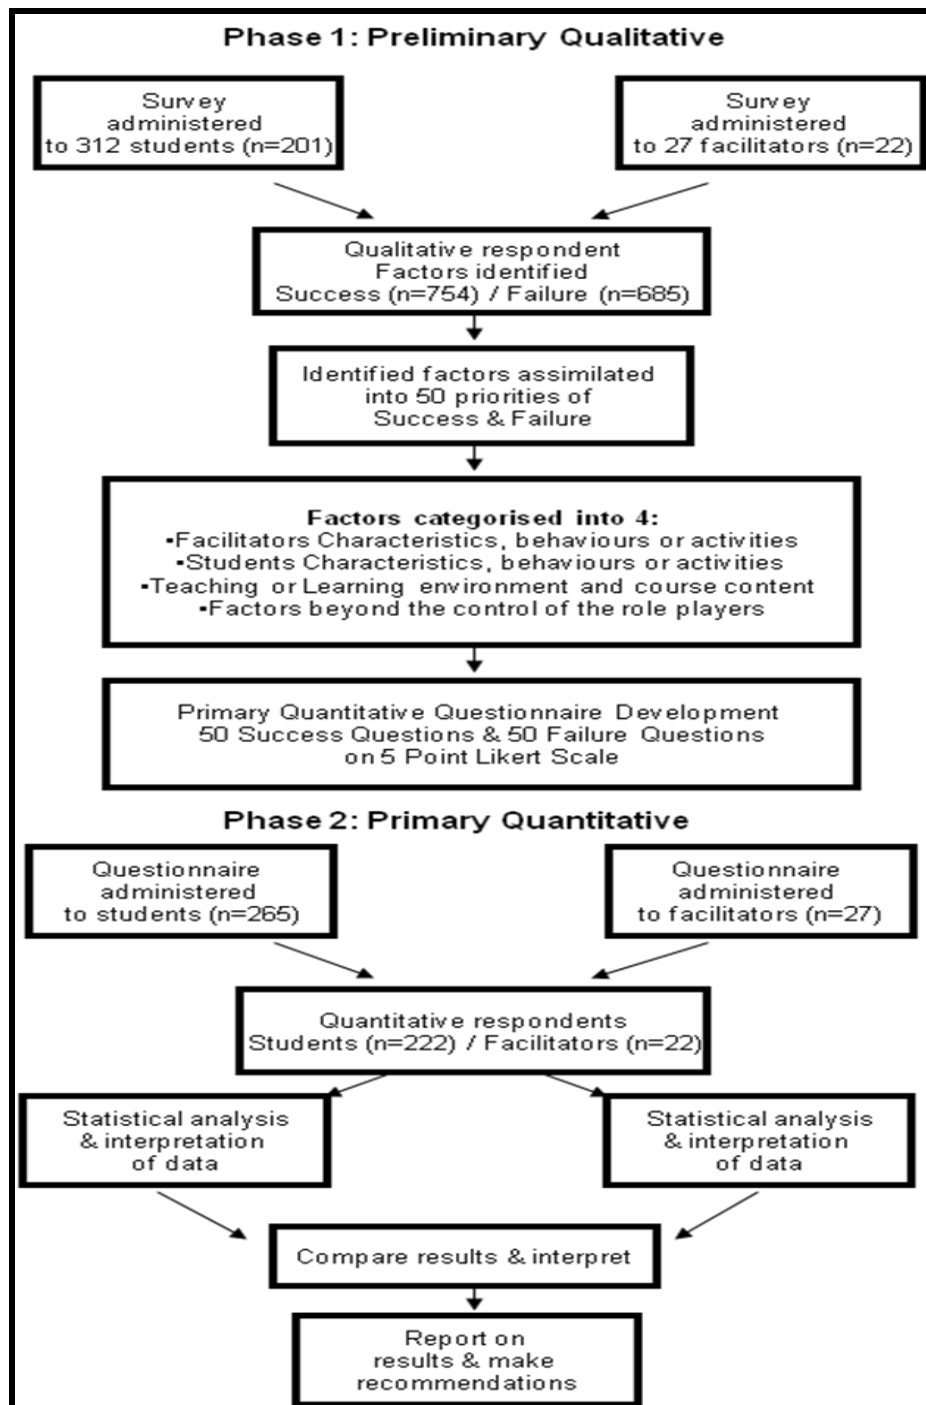 Phase 1: Preliminary Qualitative
Survey
administered
to 312 students (n=201)
Survey
administered
to 27 facilitators (n=22)
Qualitative respondent
Factors identified
Success (n=754) / Failure (n=685)
Identified factors assimilated
into 50 priorities of
Success & Failure
Factors categorised into 4:
▪Facilitators Characteristics, behaviours or activities
▪Students Characteristics, behaviours or activities
▪Teaching or Learning environment and course content
▪Factors beyond the control of the role players
Primary Quantitative Questionnaire Development
50 Success Questions & 50 Failure Questions
on 5 Point Likert Scale
Phase 2: Primary Quantitative
Questionnaire
administered
to students (n=265)
Questionnaire
administered
to facilitators (n=27)
Quantitative respondents
Students (n=222) / Facilitators (n=22)
Statistical analysis
& interpretation
of data
Statistical analysis
& interpretation
of data
Compare results & interpret
Report on
results & make
recommendations